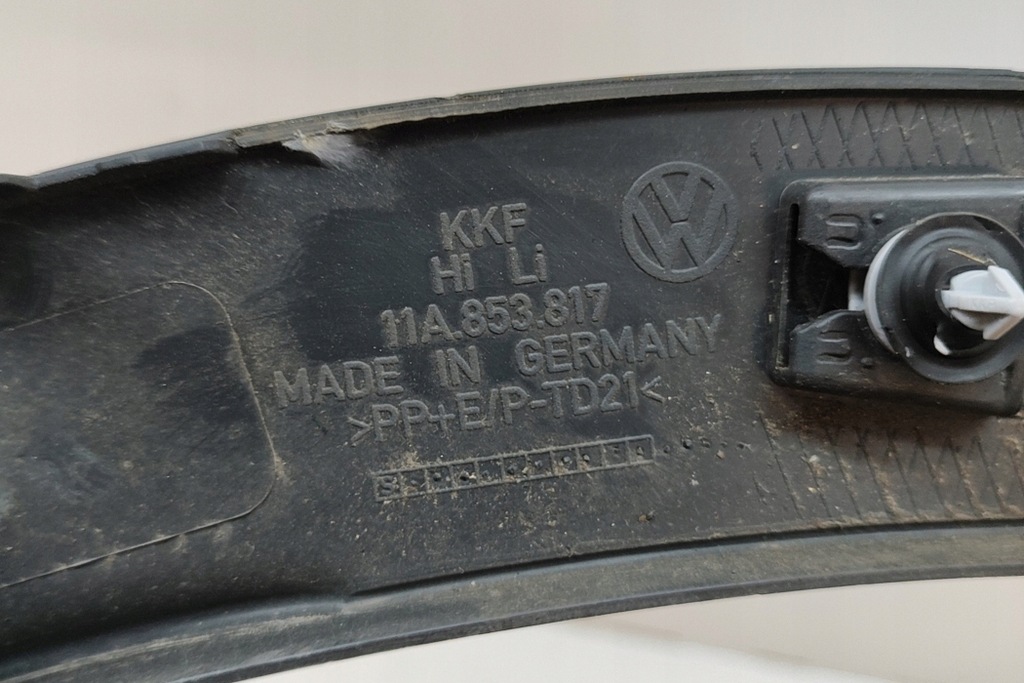 KKF
Hi Li
11A.853.817
MADE IN GERMANY
>PP+E/P-TD21<